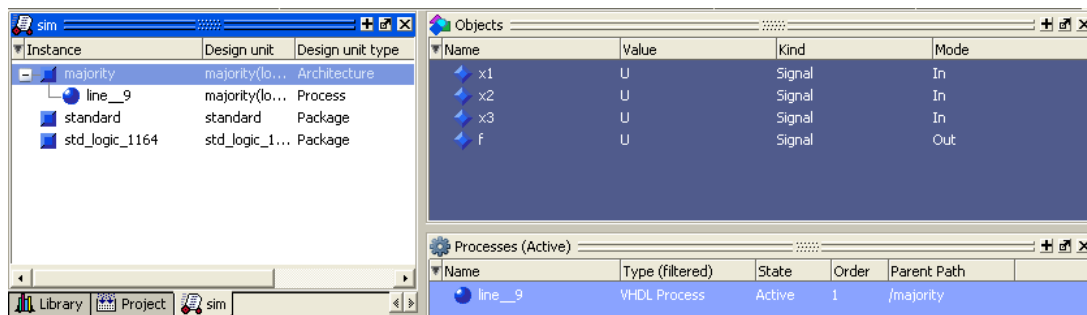 sim
Instance Design unit Design unit type
majority majority(lo... Architecture
line__9 majority(lo... Process
standard standard Package
std_logic_1164 std_logic_1... Package
Library Project sim
Objects
Name Value Kind Mode
x1 U Signal In
x2 U Signal In
x3 U Signal In
f U Signal Out
Processes (Active)
Name Type (filtered) State Order Parent Path
line__9 VHDL Process Active 1 /majority